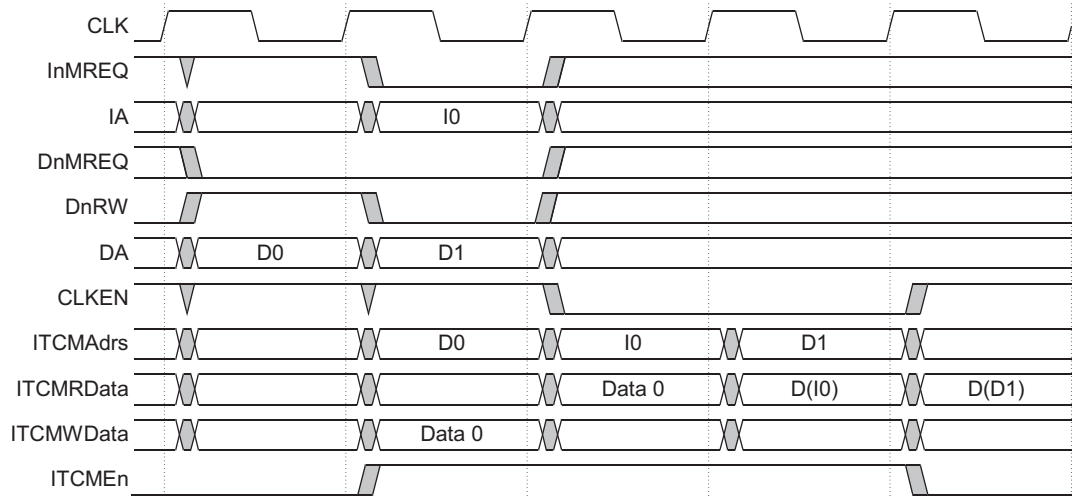 CLK
InMREQ
IA I0
DnMREQ
DnRW
DA D0 D1
CLKEN
ITCMAdrs D0 I0 D1
ITCMRData Data 0 D(I0) D(D1)
ITCMWData Data 0
ITCMEn